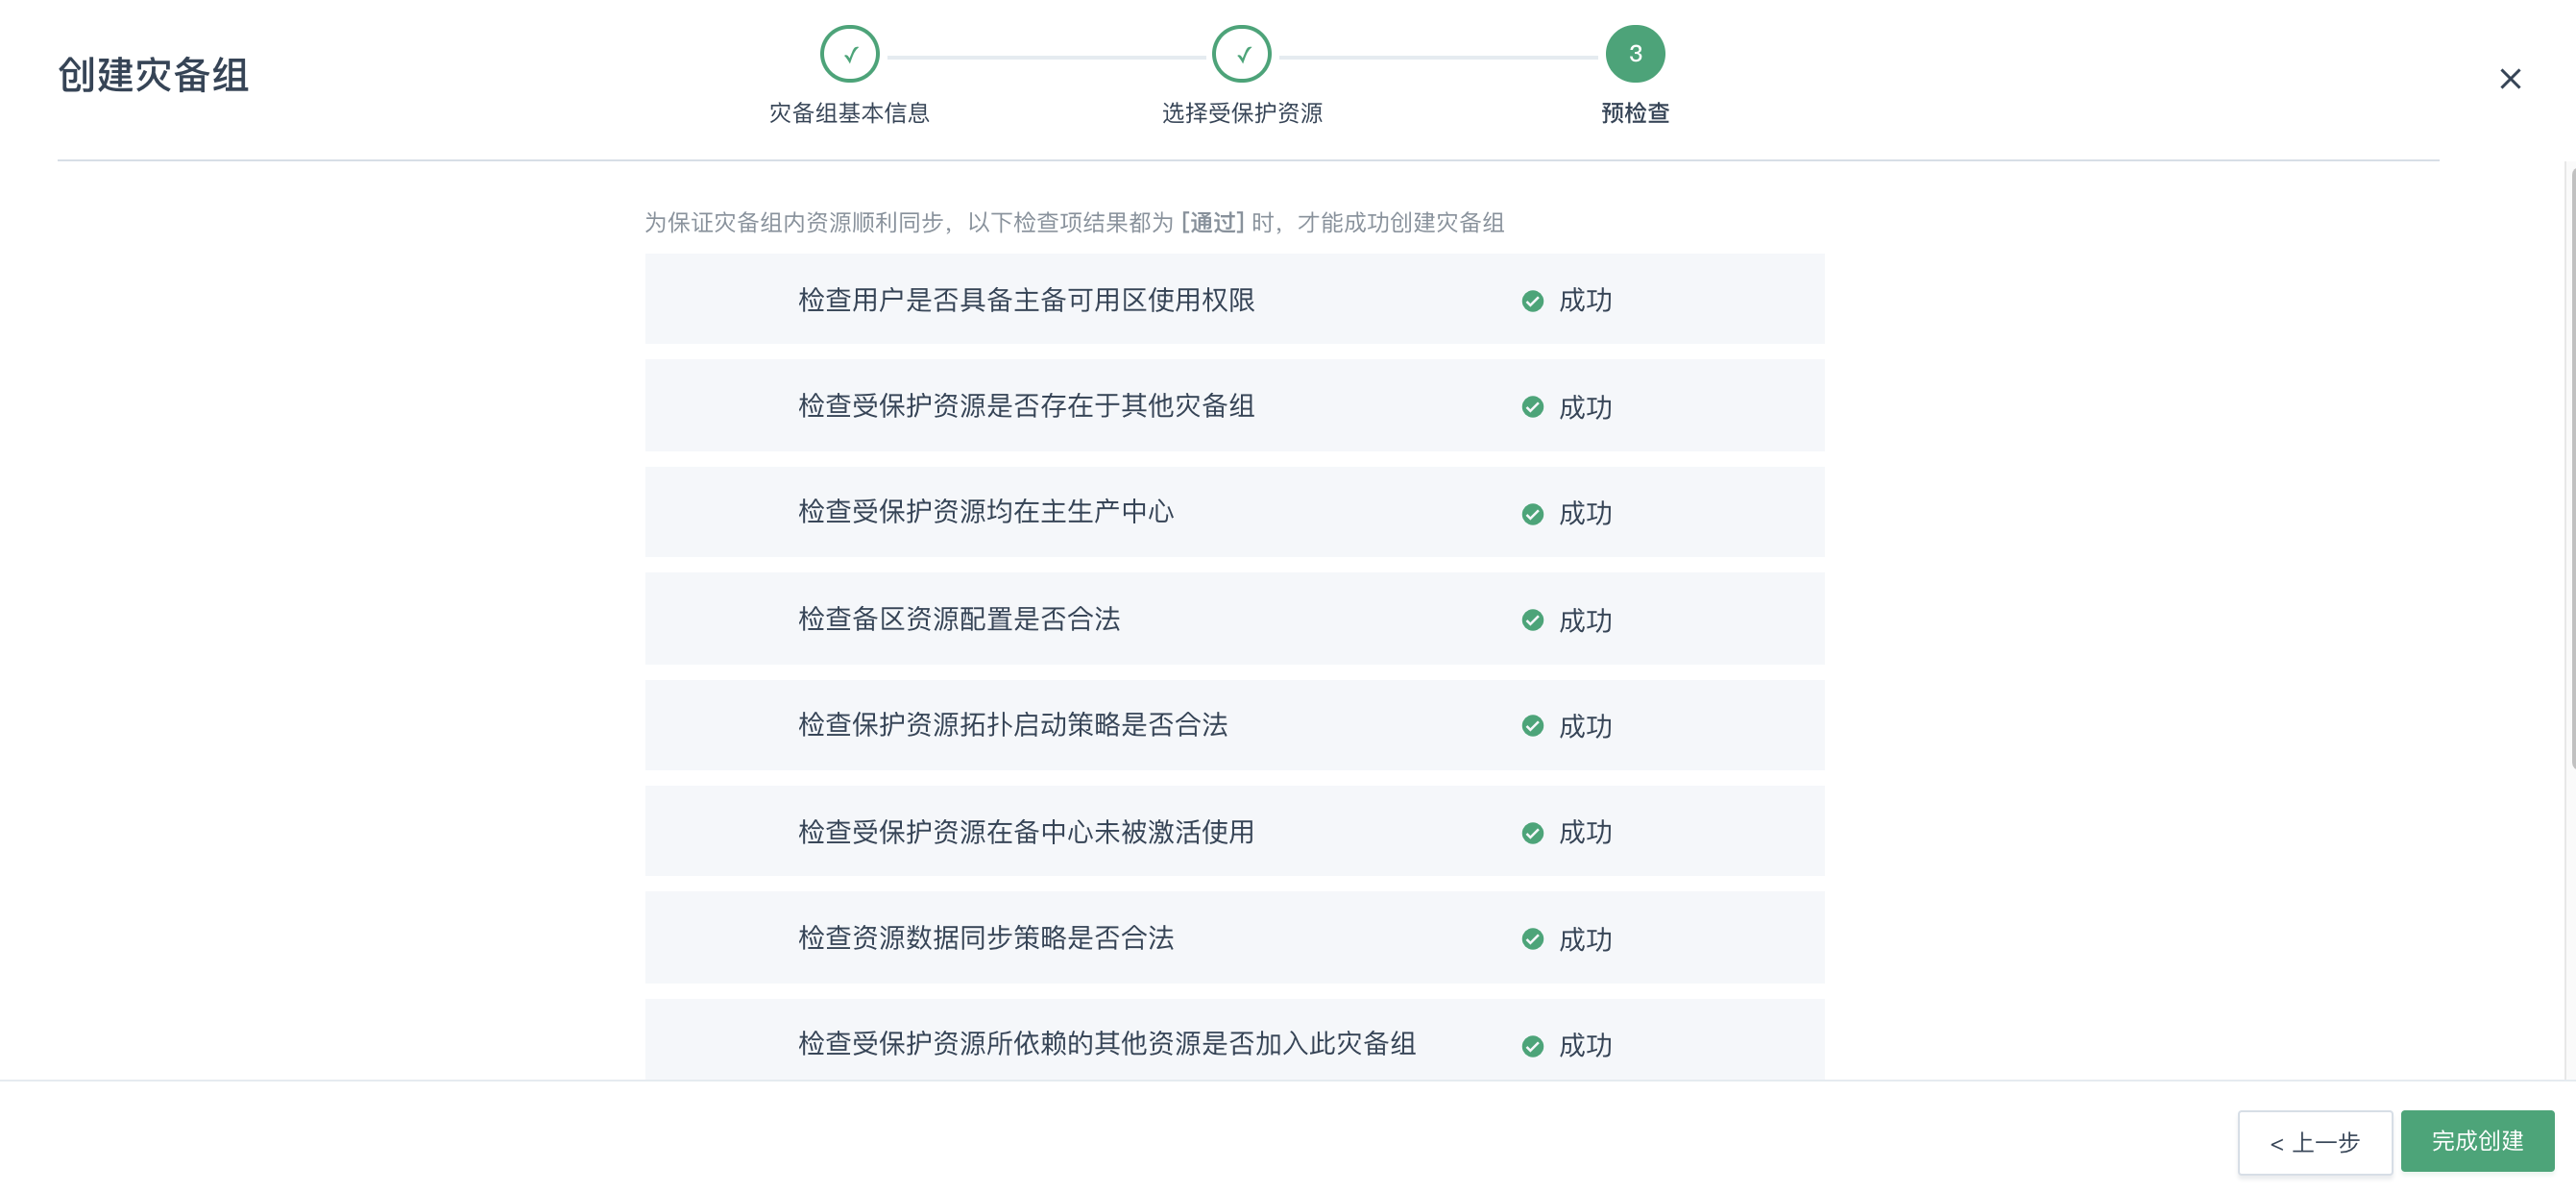 创建灾备组
✓
✓
3
灾备组基本信息
选择受保护资源
预检查
为保证灾备组内资源顺利同步，以下检查项结果都为 [通过] 时，才能成功创建灾备组
检查用户是否具备主备可用区使用权限 成功
检查受保护资源是否存在于其他灾备组 成功
检查受保护资源均在主生产中心 成功
检查备区资源配置是否合法 成功
检查保护资源拓扑启动策略是否合法 成功
检查受保护资源在备中心未被激活使用 成功
检查资源数据同步策略是否合法 成功
检查受保护资源所依赖的其他资源是否加入此灾备组 成功
< 上一步
完成创建